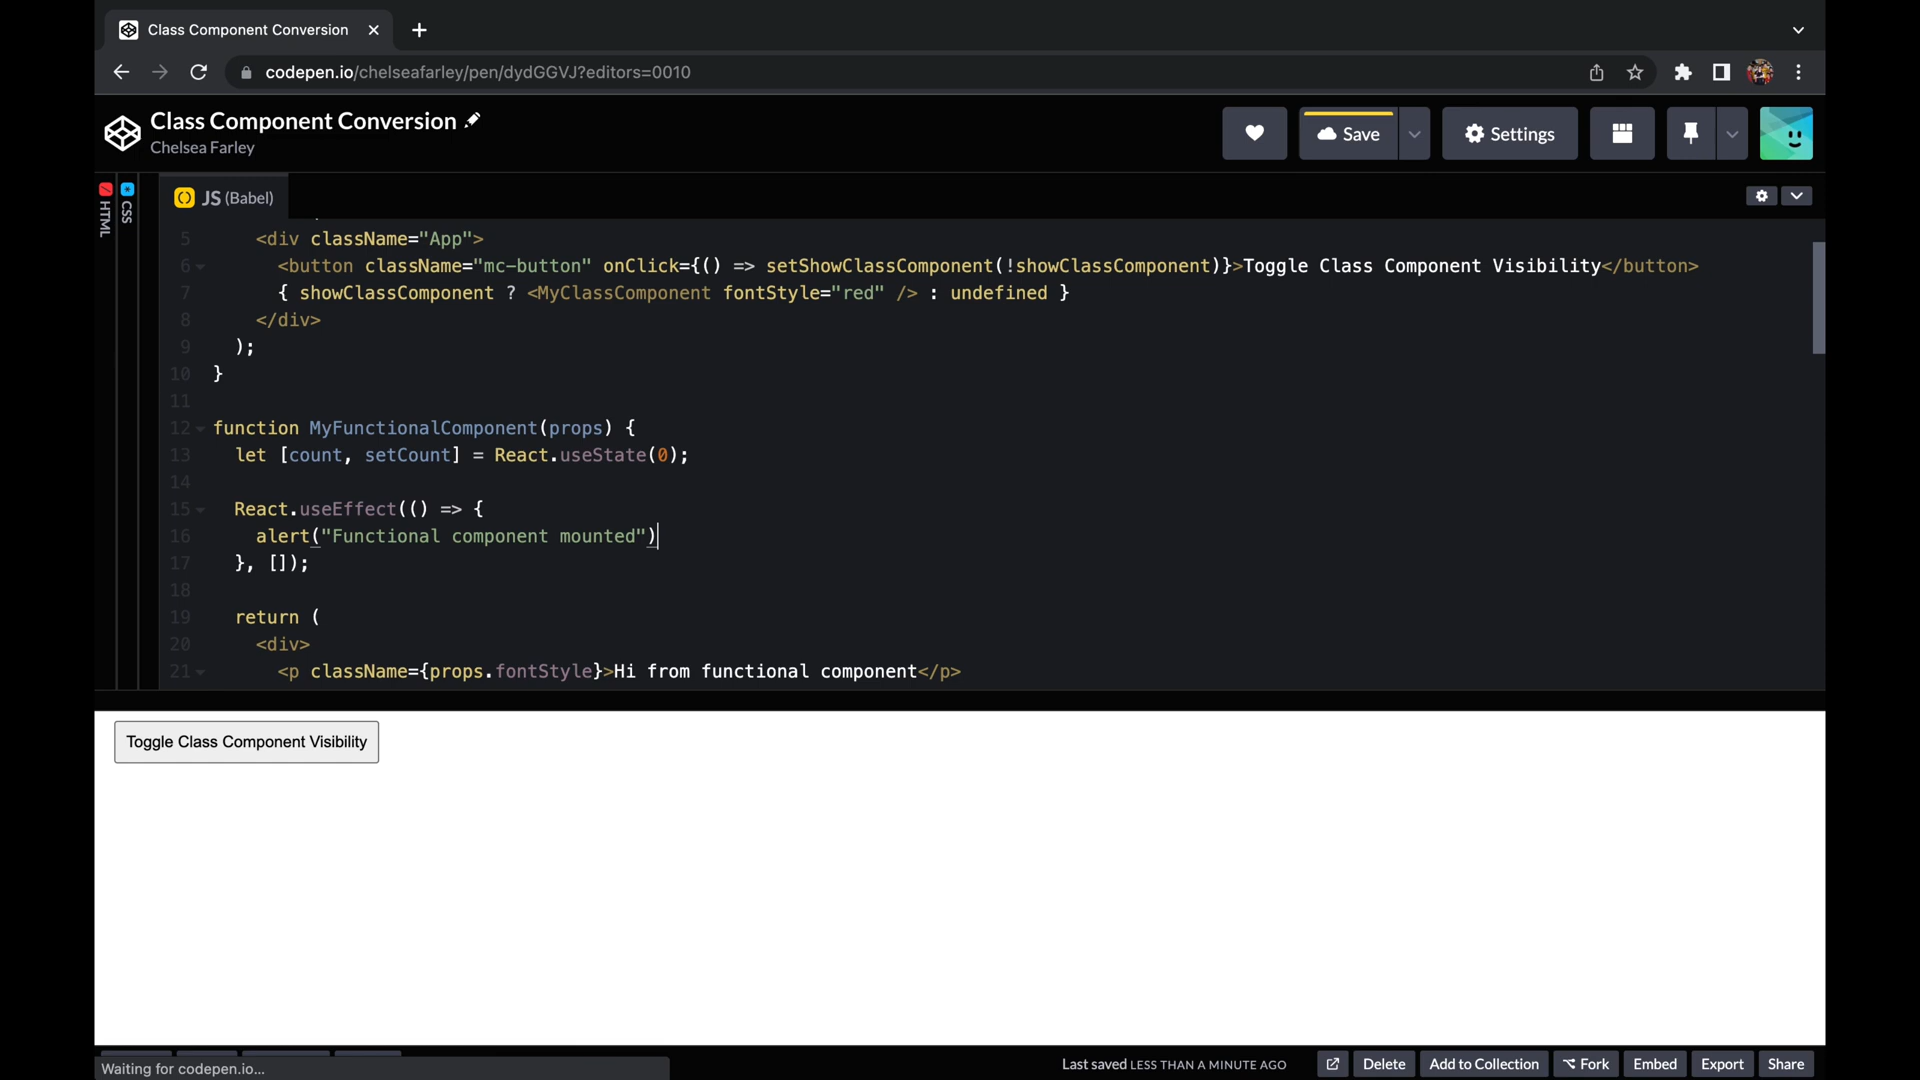 Class Component Conversion
codepen.io/chelseafarley/pen/dydGGVJ?editors=0010
Class Component Conversion
Chelsea Farley
Save
Settings
HTML
CSS
JS (Babel)
5 <div className="App">
6 <button className="mc-button" onClick={() => setShowClassComponent(!showClassComponent)}>Toggle Class Component Visibility</button>
7 { showClassComponent ? <MyClassComponent fontStyle="red" /> : undefined }
8 </div>
9 );
10 }
11
12 function MyFunctionalComponent(props) {
13 let [count, setCount] = React.useState(0);
14
15 React.useEffect(() => {
16 alert("Functional component mounted")
17 }, []);
18
19 return (
20 <div>
21 <p className={props.fontStyle}>Hi from functional component</p>
Toggle Class Component Visibility
Waiting for codepen.io...
Last saved LESS THAN A MINUTE AGO
Delete
Add to Collection
Fork
Embed
Export
Share